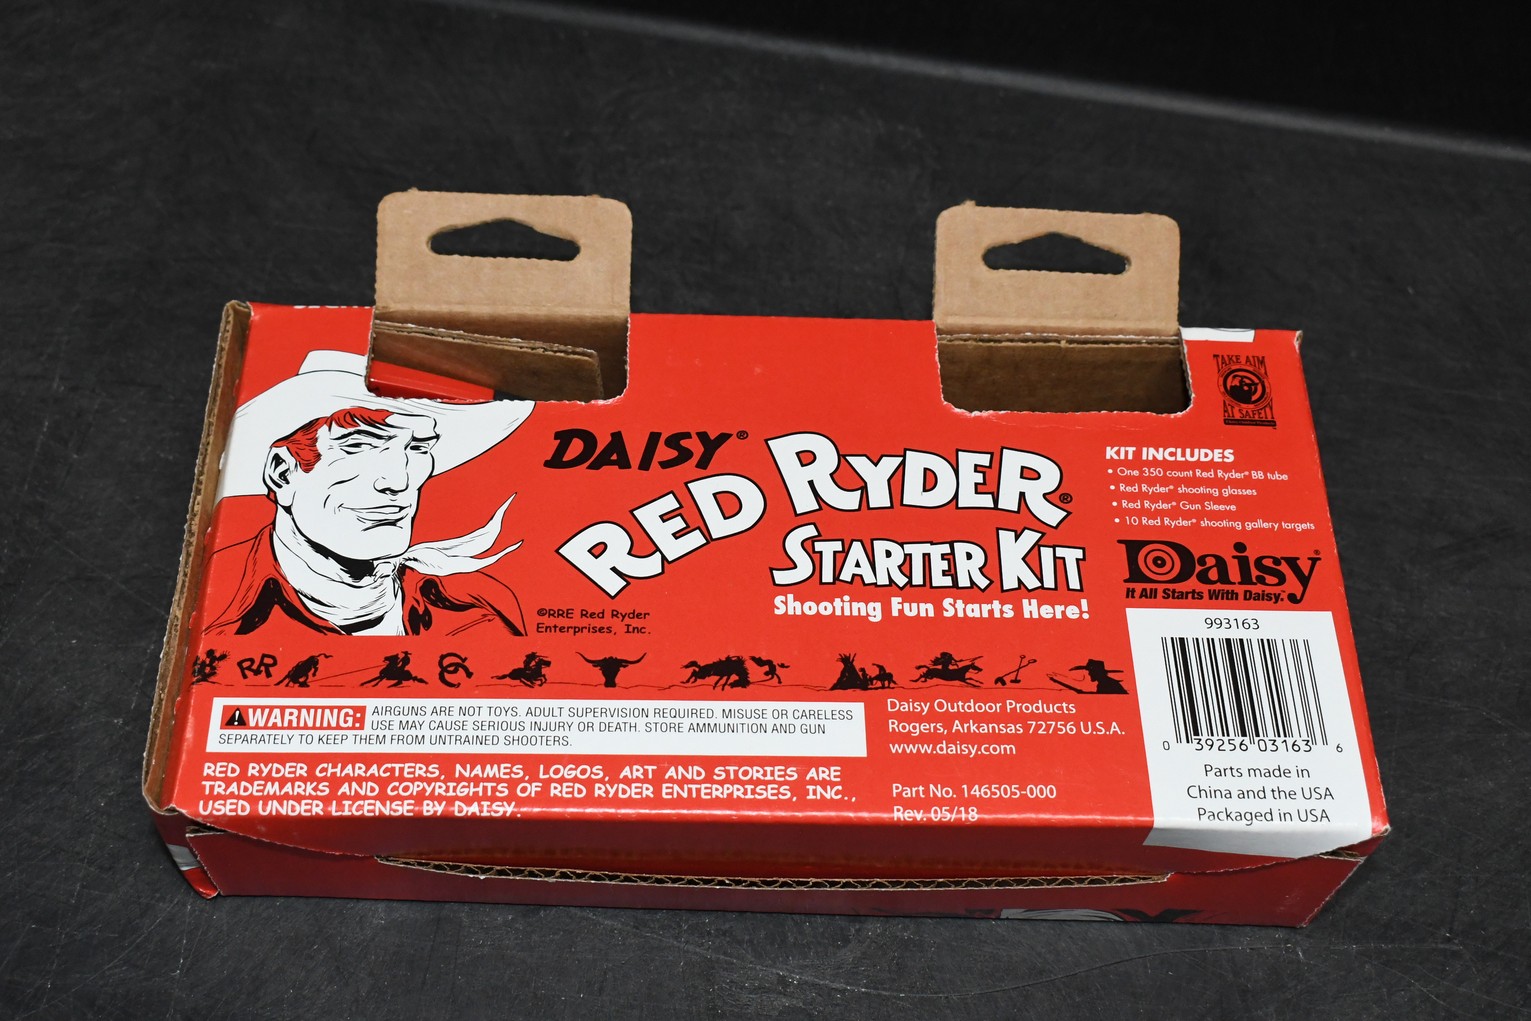 TAKE AIM
AT SAFETY
DAISY®
RED RYDER®
STARTER KIT
Shooting Fun Starts Here!
©RRE Red Ryder
Enterprises, Inc.
KIT INCLUDES
• One 350 count Red Ryder® BB tube
• Red Ryder® shooting glasses
• Red Ryder® Gun Sleeve
• 10 Red Ryder® shooting gallery targets
Daisy®
It All Starts With Daisy.™
RR
WARNING: AIRGUNS ARE NOT TOYS. ADULT SUPERVISION REQUIRED. MISUSE OR CARELESS
USE MAY CAUSE SERIOUS INJURY OR DEATH. STORE AMMUNITION AND GUN
SEPARATELY TO KEEP THEM FROM UNTRAINED SHOOTERS.
RED RYDER CHARACTERS, NAMES, LOGOS, ART AND STORIES ARE
TRADEMARKS AND COPYRIGHTS OF RED RYDER ENTERPRISES, INC.,
USED UNDER LICENSE BY DAISY.
Daisy Outdoor Products
Rogers, Arkansas 72756 U.S.A.
www.daisy.com
Part No. 146505-000
Rev. 05/18
993163
0 39256 03163 6
Parts made in
China and the USA
Packaged in USA